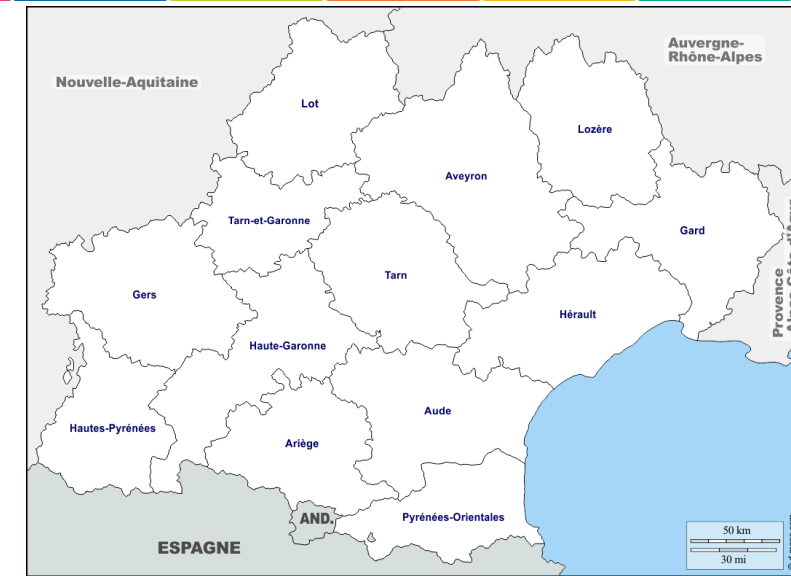 Auvergne-
Rhône-Alpes
Nouvelle-Aquitaine
Lot
Lozère
Aveyron
Tarn-et-Garonne
Gard
Provence
Tarn
Gers
Hérault
Haute-Garonne
Aude
Hautes-Pyrénées
Ariège
AND.
Pyrénées-Orientales
ESPAGNE
50 km
30 mi